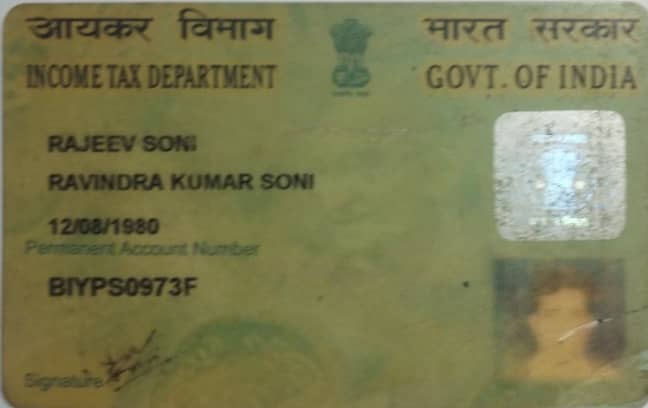 आयकर विभाग
भारत सरकार
INCOME TAX DEPARTMENT
GOVT. OF INDIA
RAJEEV SONI
RAVINDRA KUMAR SONI
12/08/1980
Permanent Account Number
BIYPS0973F
Signature